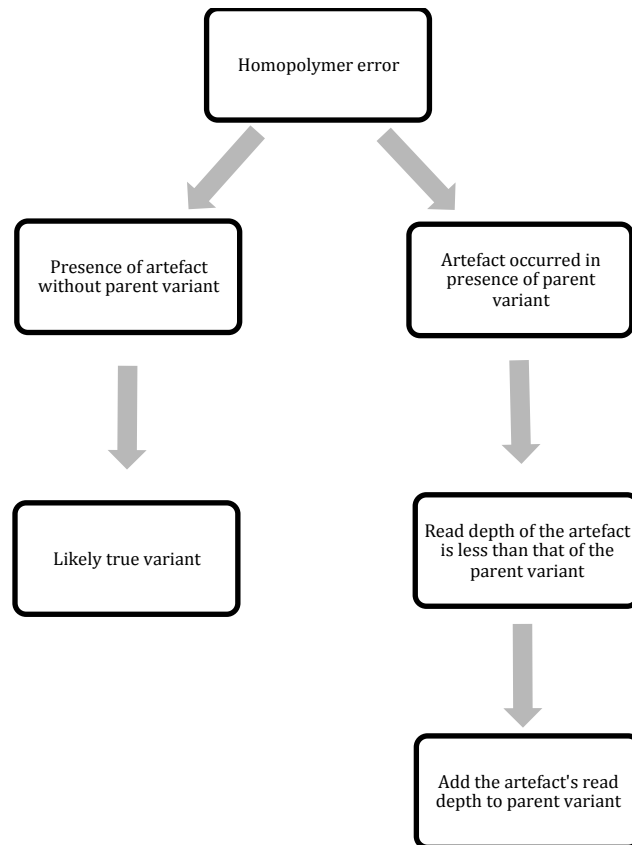 Homopolymer error
Presence of artefact
without parent variant
Artefact occurred in
presence of parent
variant
Likely true variant
Read depth of the artefact
is less than that of the
parent variant
Add the artefact's read
depth to parent variant